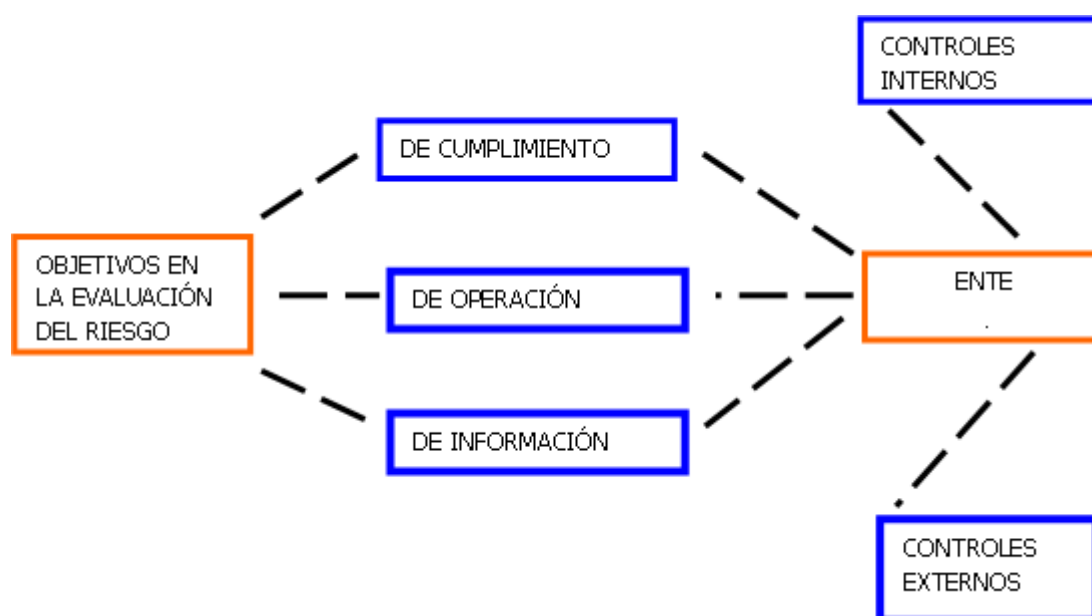 CONTROLES
INTERNOS
DE CUMPLIMIENTO
OBJETIVOS EN
LA EVALUACIÓN
DEL RIESGO
DE OPERACIÓN
ENTE
.
DE INFORMACIÓN
CONTROLES
EXTERNOS